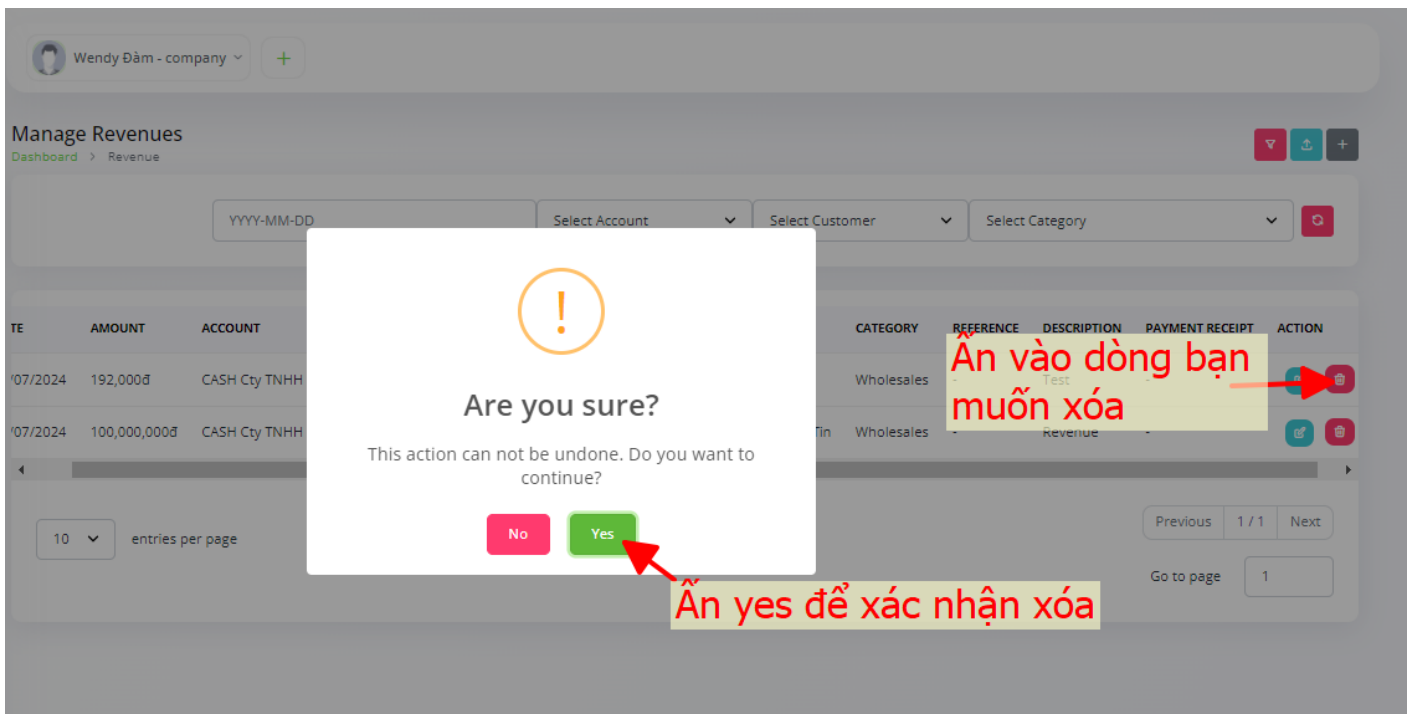 Wendy Đàm - company
+
Manage Revenues
Dashboard > Revenue
YYYY-MM-DD Select Account Select Customer Select Category
!
TE AMOUNT ACCOUNT CATEGORY REFERENCE DESCRIPTION PAYMENT RECEIPT ACTION
/07/2024 192,000đ CASH Cty TNHH Wholesales - Test -
/07/2024 100,000,000đ CASH Cty TNHH Tin Wholesales - Revenue -
Ấn vào dòng bạn
muốn xóa
Are you sure?
This action can not be undone. Do you want to
continue?
No Yes
Ấn yes để xác nhận xóa
10 entries per page
Previous 1 / 1 Next
Go to page 1